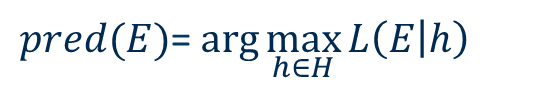 pred(E)= arg max L(E|h)
h∈H